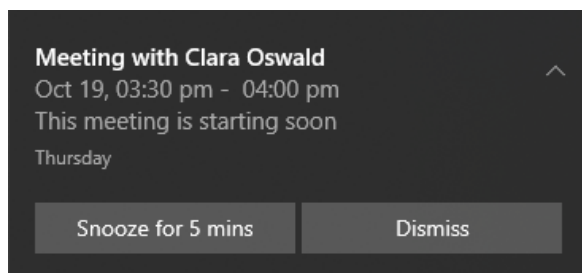 Meeting with Clara Oswald
Oct 19, 03:30 pm - 04:00 pm
This meeting is starting soon
Thursday
Snooze for 5 mins
Dismiss